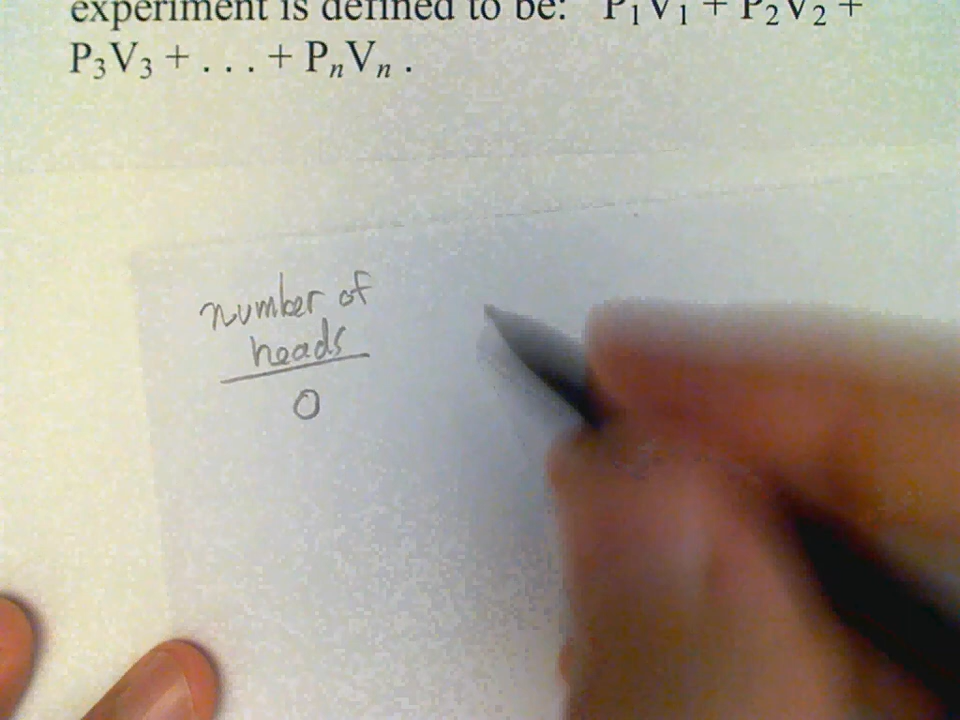 experiment is defined to be: P₁V₁ + P₂V₂ +
P₃V₃ + . . . + PₙVₙ .
number of
heads
0